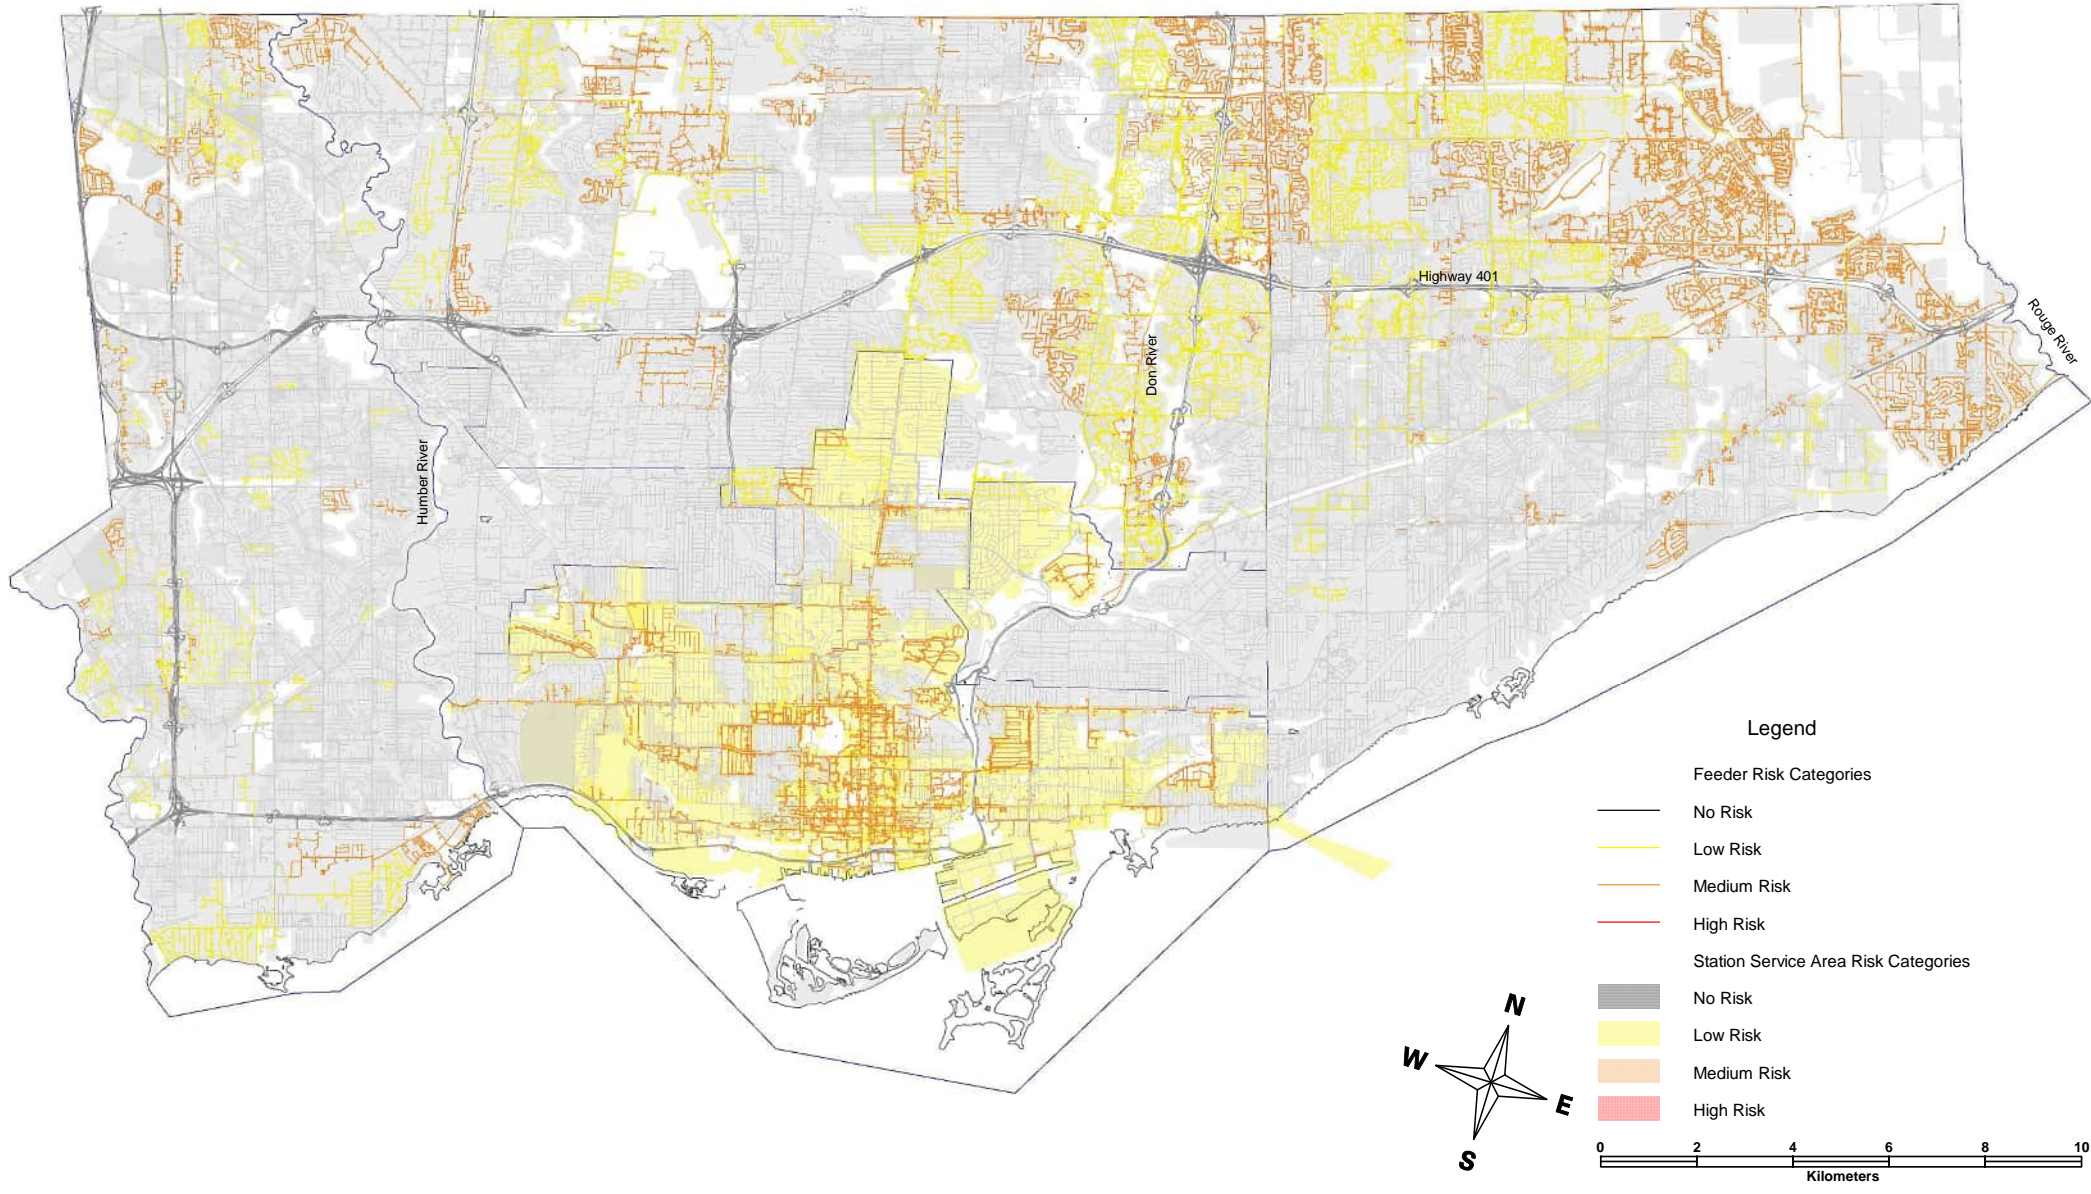 Highway 401
Rouge River
Don River
Humber River
Legend
Feeder Risk Categories
No Risk
Low Risk
Medium Risk
High Risk
Station Service Area Risk Categories
No Risk
Low Risk
Medium Risk
High Risk
N
W
E
S
0 2 4 6 8 10
Kilometers